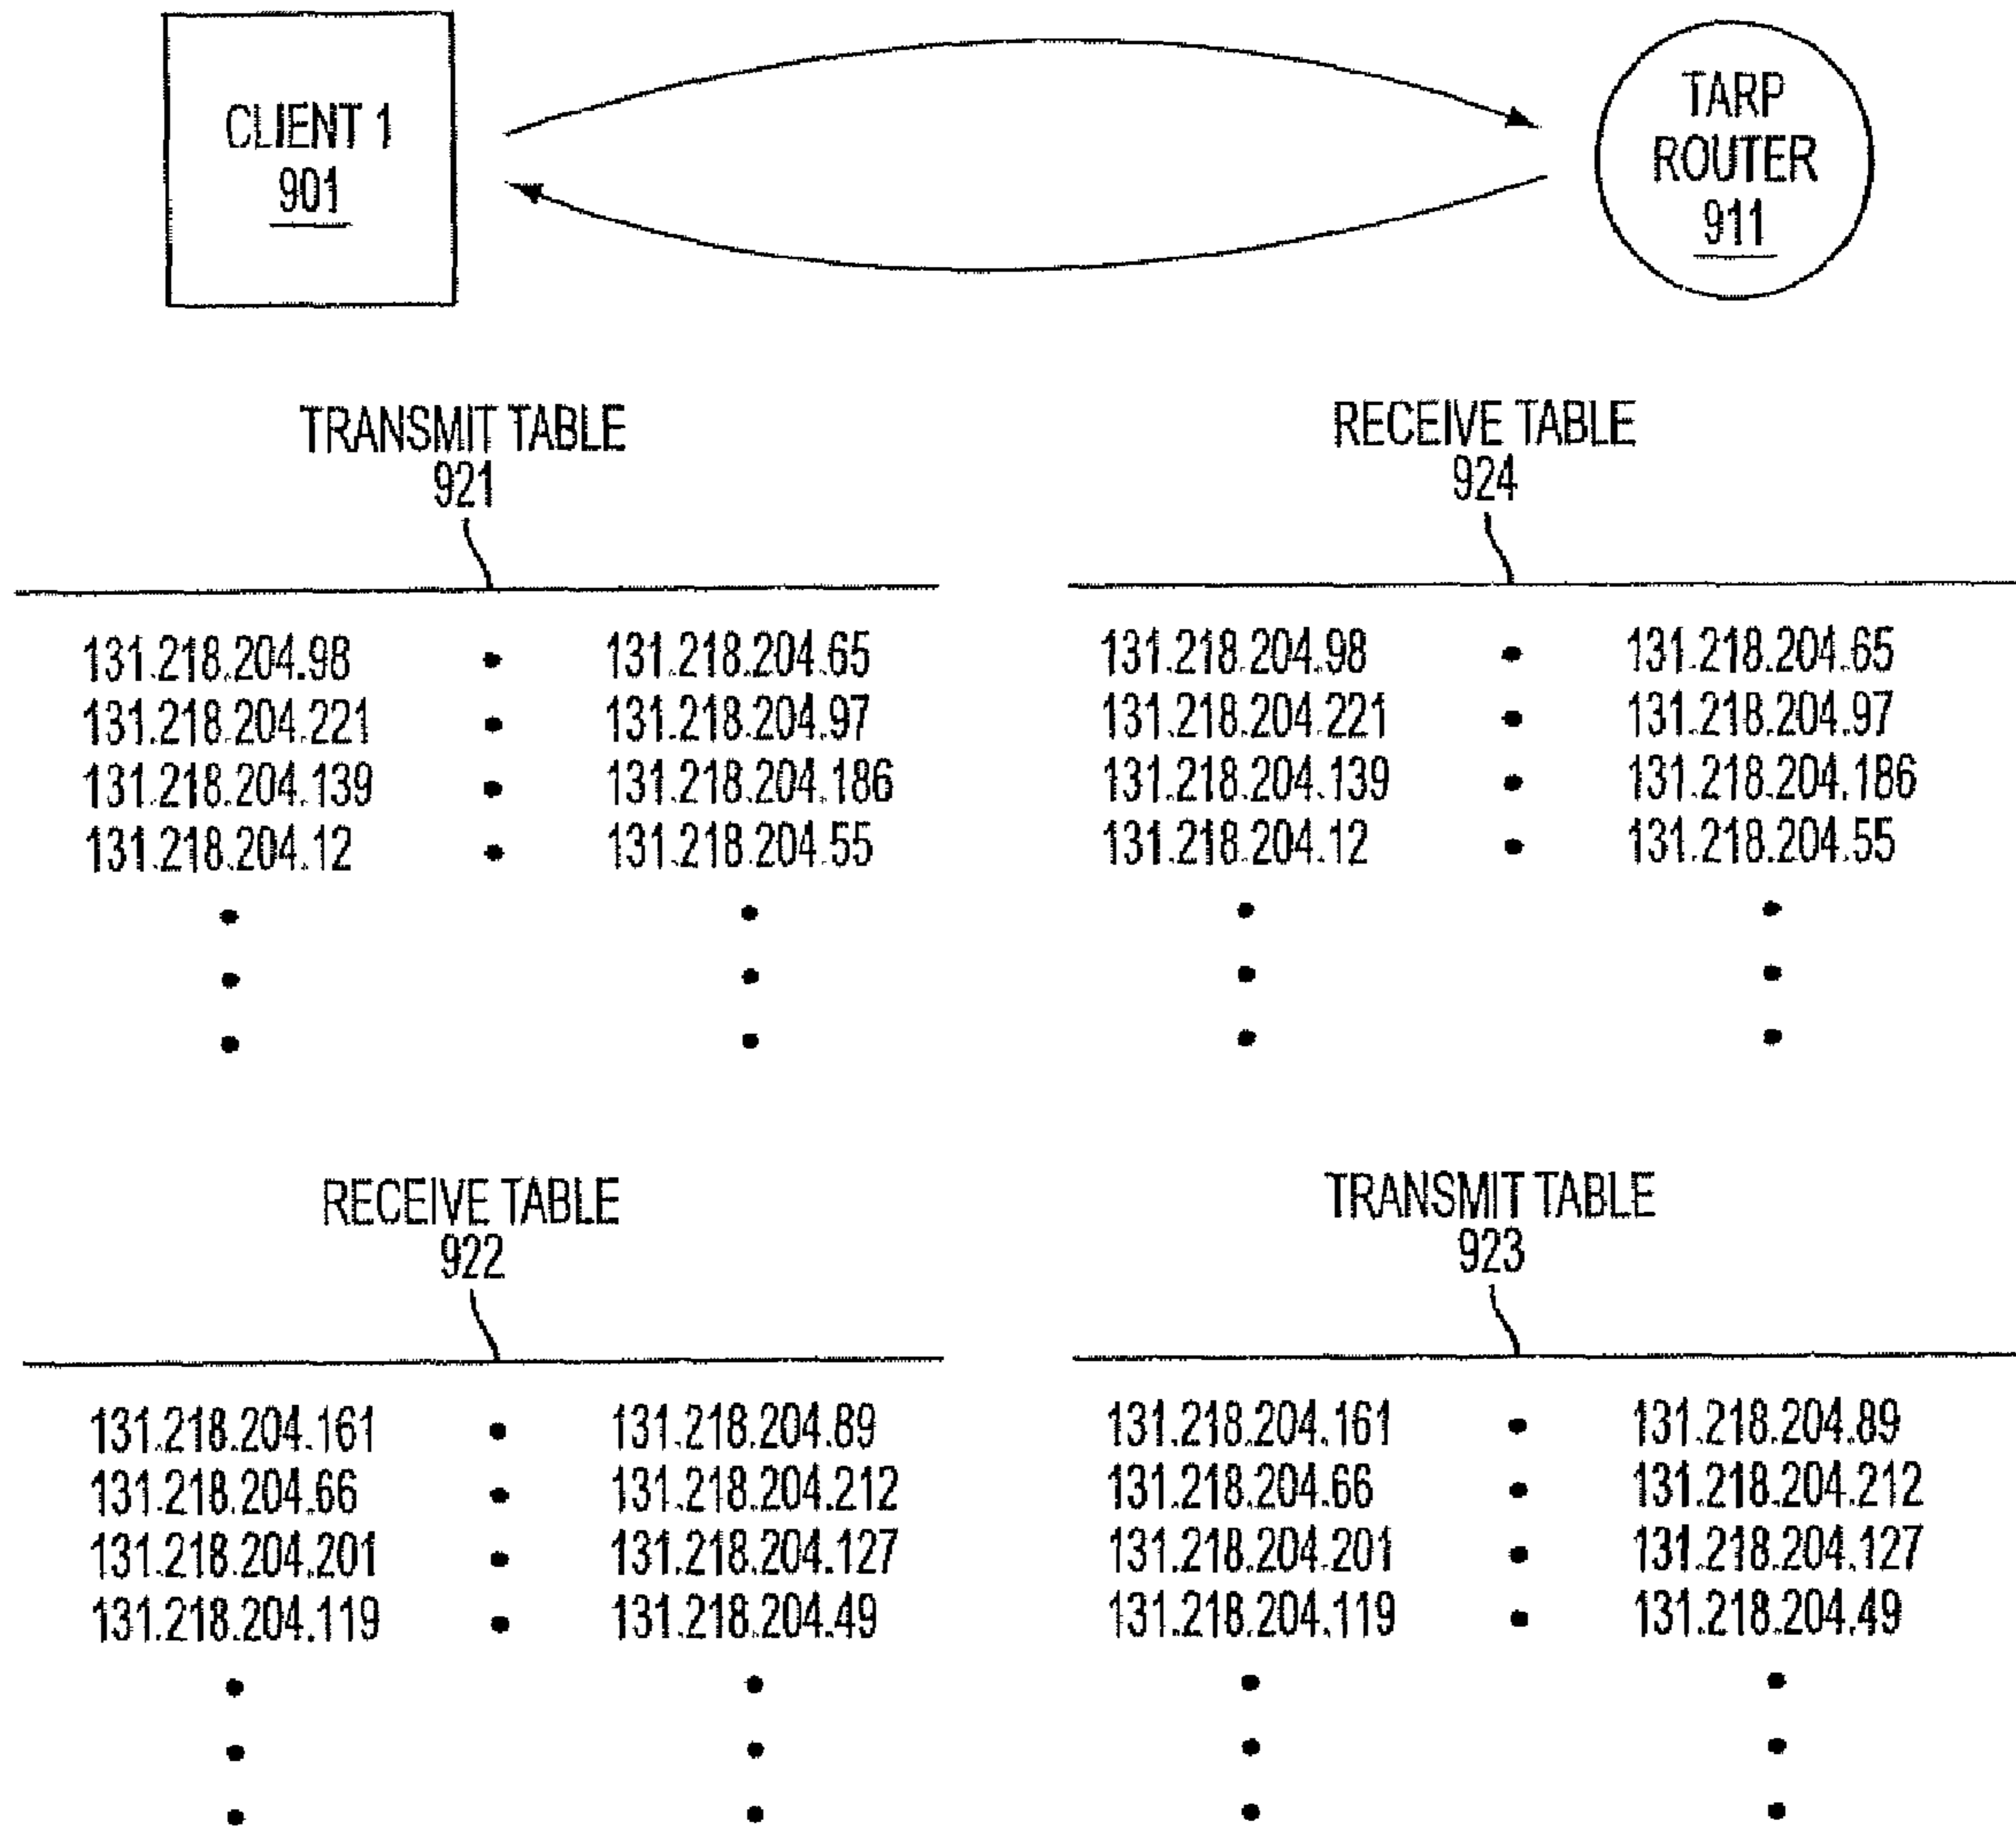 CLIENT 1
901
TARP
ROUTER
911
TRANSMIT TABLE
921
131.218.204.98 • 131.218.204.65
131.218.204.221 • 131.218.204.97
131.218.204.139 • 131.218.204.186
131.218.204.12 • 131.218.204.55
RECEIVE TABLE
924
131.218.204.98 • 131.218.204.65
131.218.204.221 • 131.218.204.97
131.218.204.139 • 131.218.204.186
131.218.204.12 • 131.218.204.55
RECEIVE TABLE
922
131.218.204.161 • 131.218.204.89
131.218.204.66 • 131.218.204.212
131.218.204.201 • 131.218.204.127
131.218.204.119 • 131.218.204.49
TRANSMIT TABLE
923
131.218.204.161 • 131.218.204.89
131.218.204.66 • 131.218.204.212
131.218.204.201 • 131.218.204.127
131.218.204.119 • 131.218.204.49